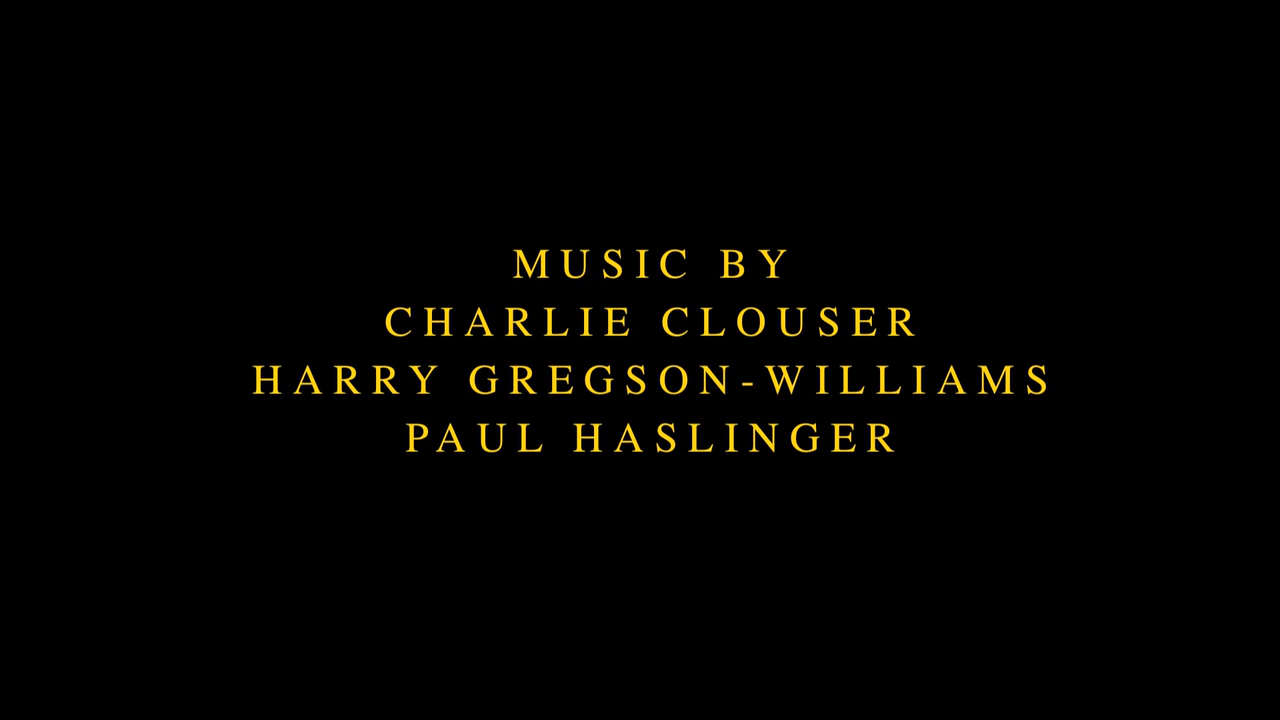 MUSIC BY
CHARLIE CLOUSER
HARRY GREGSON-WILLIAMS
PAUL HASLINGER